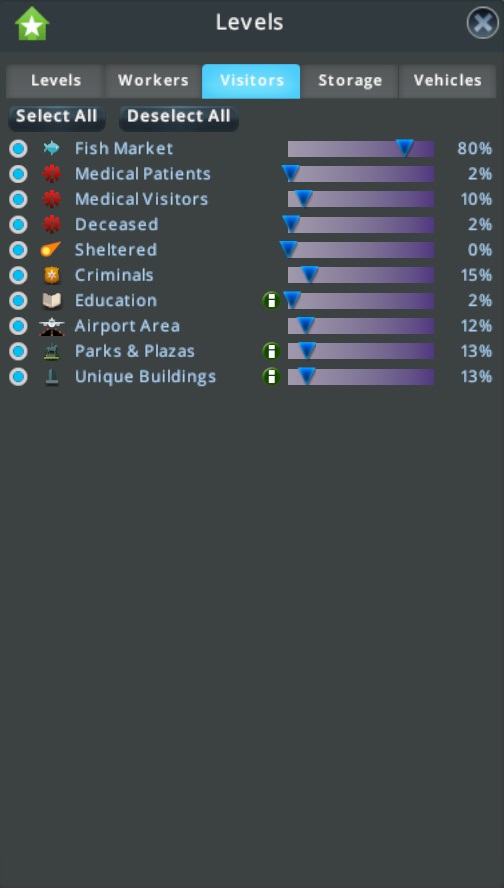 Levels
Levels Workers Visitors Storage Vehicles
Select All Deselect All
Fish Market 80%
Medical Patients 2%
Medical Visitors 10%
Deceased 2%
Sheltered 0%
Criminals 15%
Education 2%
Airport Area 12%
Parks & Plazas 13%
Unique Buildings 13%